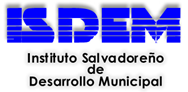 ISDEM
Instituto Salvadoreño
de
Desarrollo Municipal